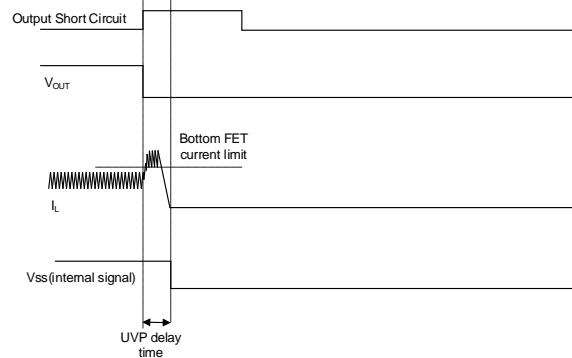 Output Short Circuit
VOUT
Bottom FET
current limit
IL
Vss(internal signal)
UVP delay
time